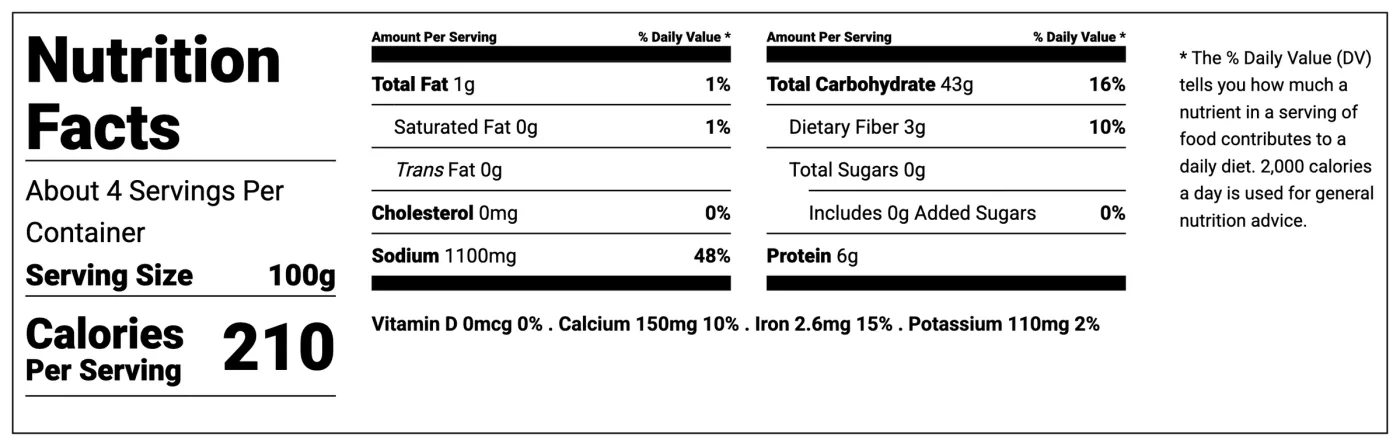 Nutrition
Facts
About 4 Servings Per
Container
Serving Size 100g
Calories
Per Serving 210
Amount Per Serving % Daily Value *
Total Fat 1g 1%
Saturated Fat 0g 1%
Trans Fat 0g
Cholesterol 0mg 0%
Sodium 1100mg 48%
Amount Per Serving % Daily Value *
Total Carbohydrate 43g 16%
Dietary Fiber 3g 10%
Total Sugars 0g
Includes 0g Added Sugars 0%
Protein 6g
Vitamin D 0mcg 0% . Calcium 150mg 10% . Iron 2.6mg 15% . Potassium 110mg 2%
* The % Daily Value (DV)
tells you how much a
nutrient in a serving of
food contributes to a
daily diet. 2,000 calories
a day is used for general
nutrition advice.